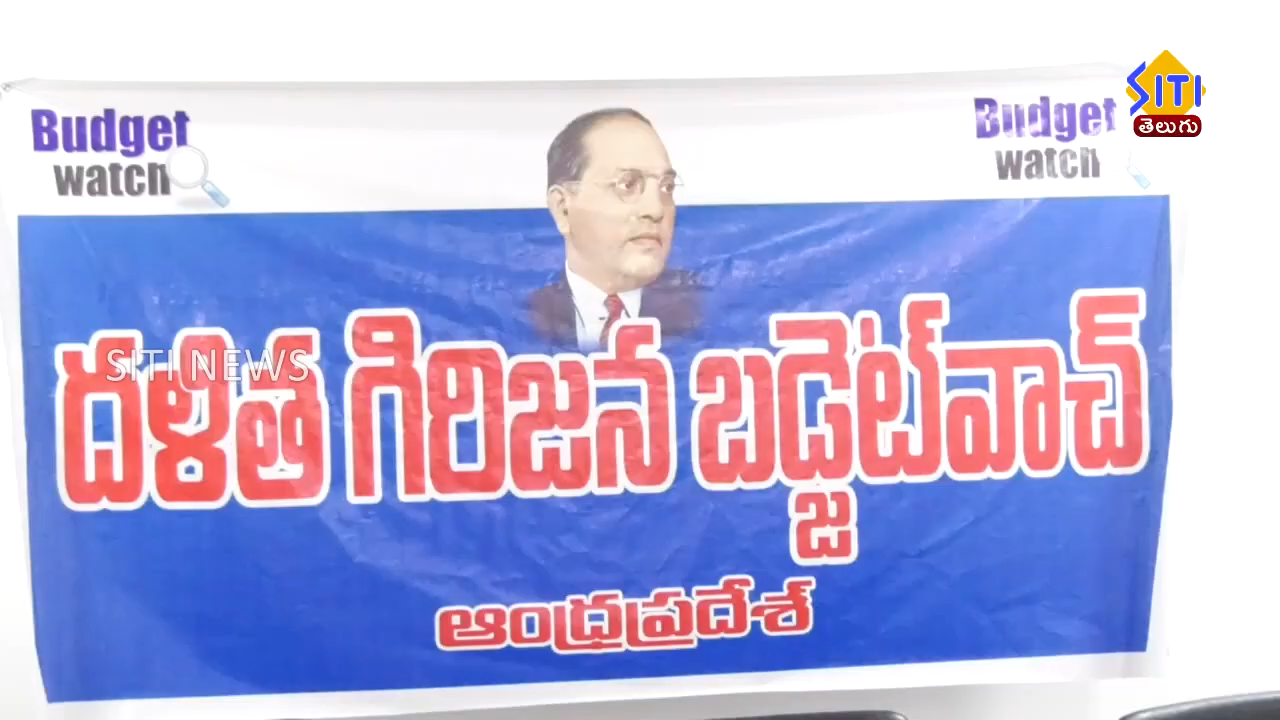 SITI
తెలుగు
Budget
watch
Budget
watch
దళిత గిరిజన బడ్జెట్‌వాచ్
SITI NEWS
ఆంధ్రప్రదేశ్